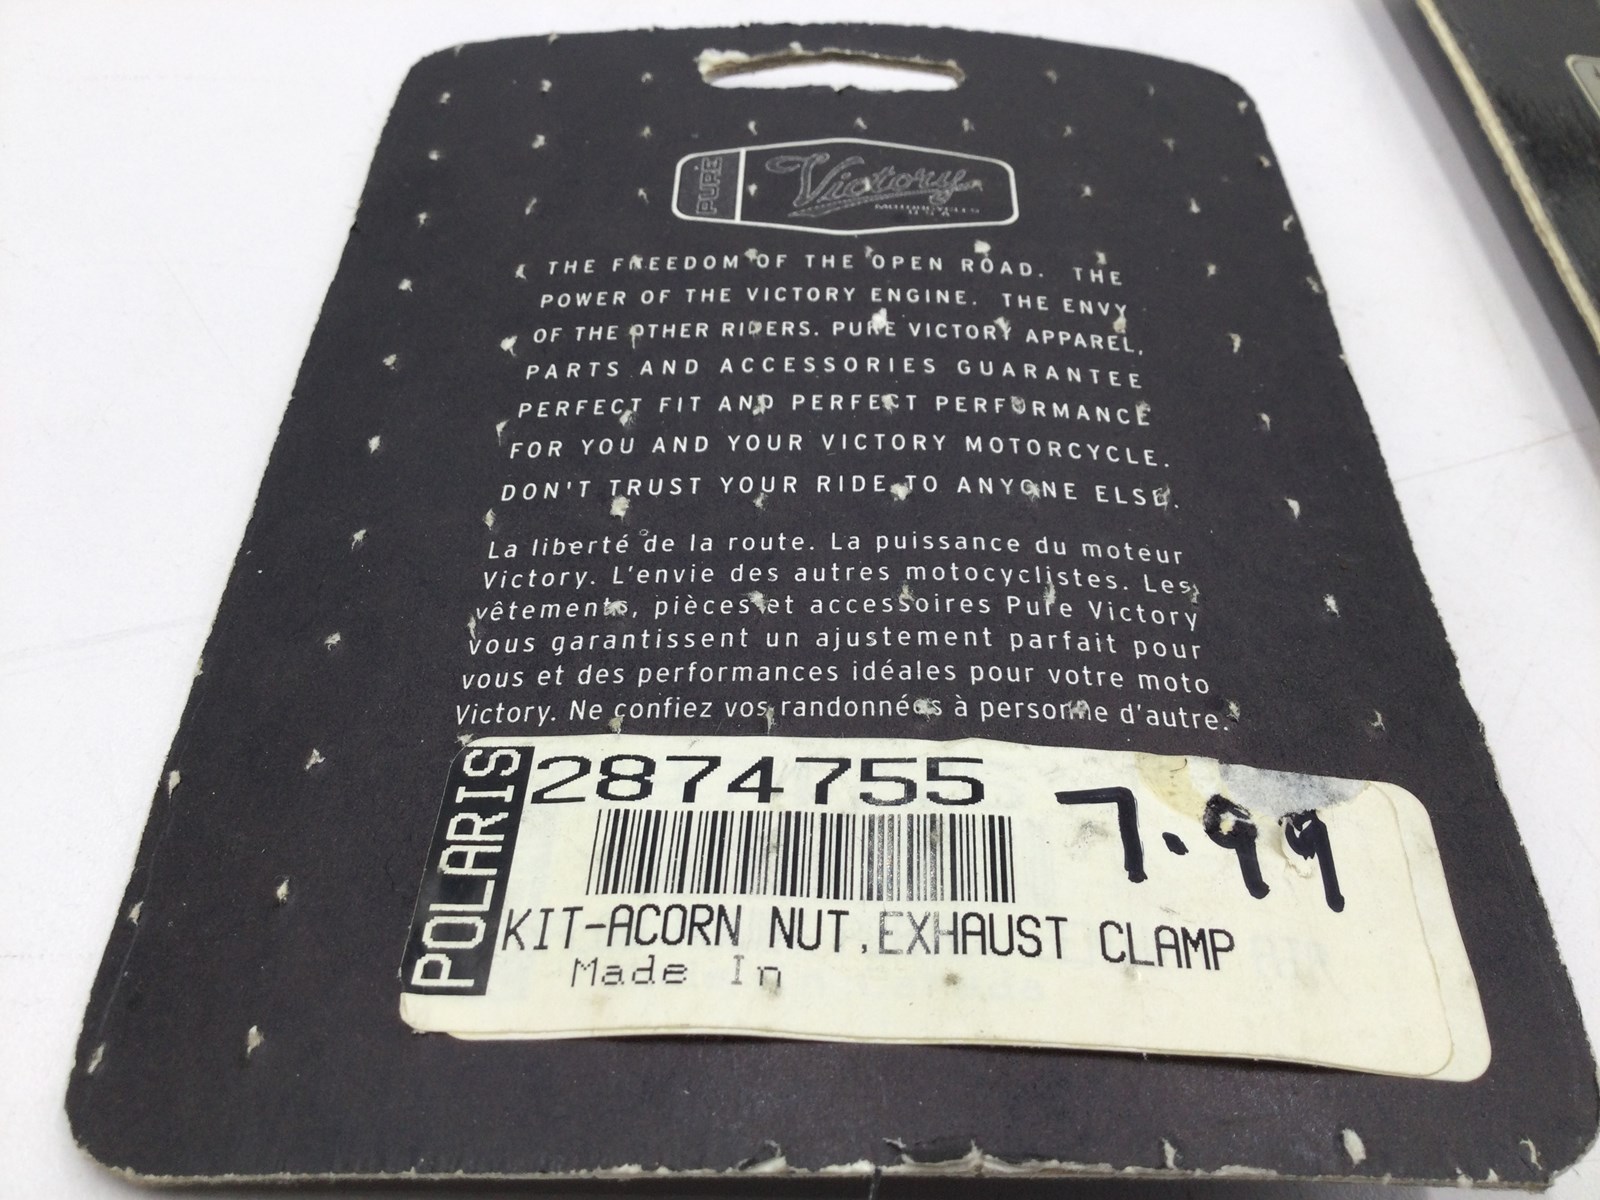 PURE Victory
MOTORCYCLES
USA
THE FREEDOM OF THE OPEN ROAD. THE
POWER OF THE VICTORY ENGINE. THE ENVY
OF THE OTHER RIDERS. PURE VICTORY APPAREL,
PARTS AND ACCESSORIES GUARANTEE
PERFECT FIT AND PERFECT PERFORMANCE
FOR YOU AND YOUR VICTORY MOTORCYCLE.
DON'T TRUST YOUR RIDE TO ANYONE ELSE.
La liberté de la route. La puissance du moteur
Victory. L'envie des autres motocyclistes. Les
vêtements, pièces et accessoires Pure Victory
vous garantissent un ajustement parfait pour
vous et des performances idéales pour votre moto
Victory. Ne confiez vos randonnées à personne d'autre.
POLARIS
2874755
7.99
KIT-ACORN NUT,EXHAUST CLAMP
Made In